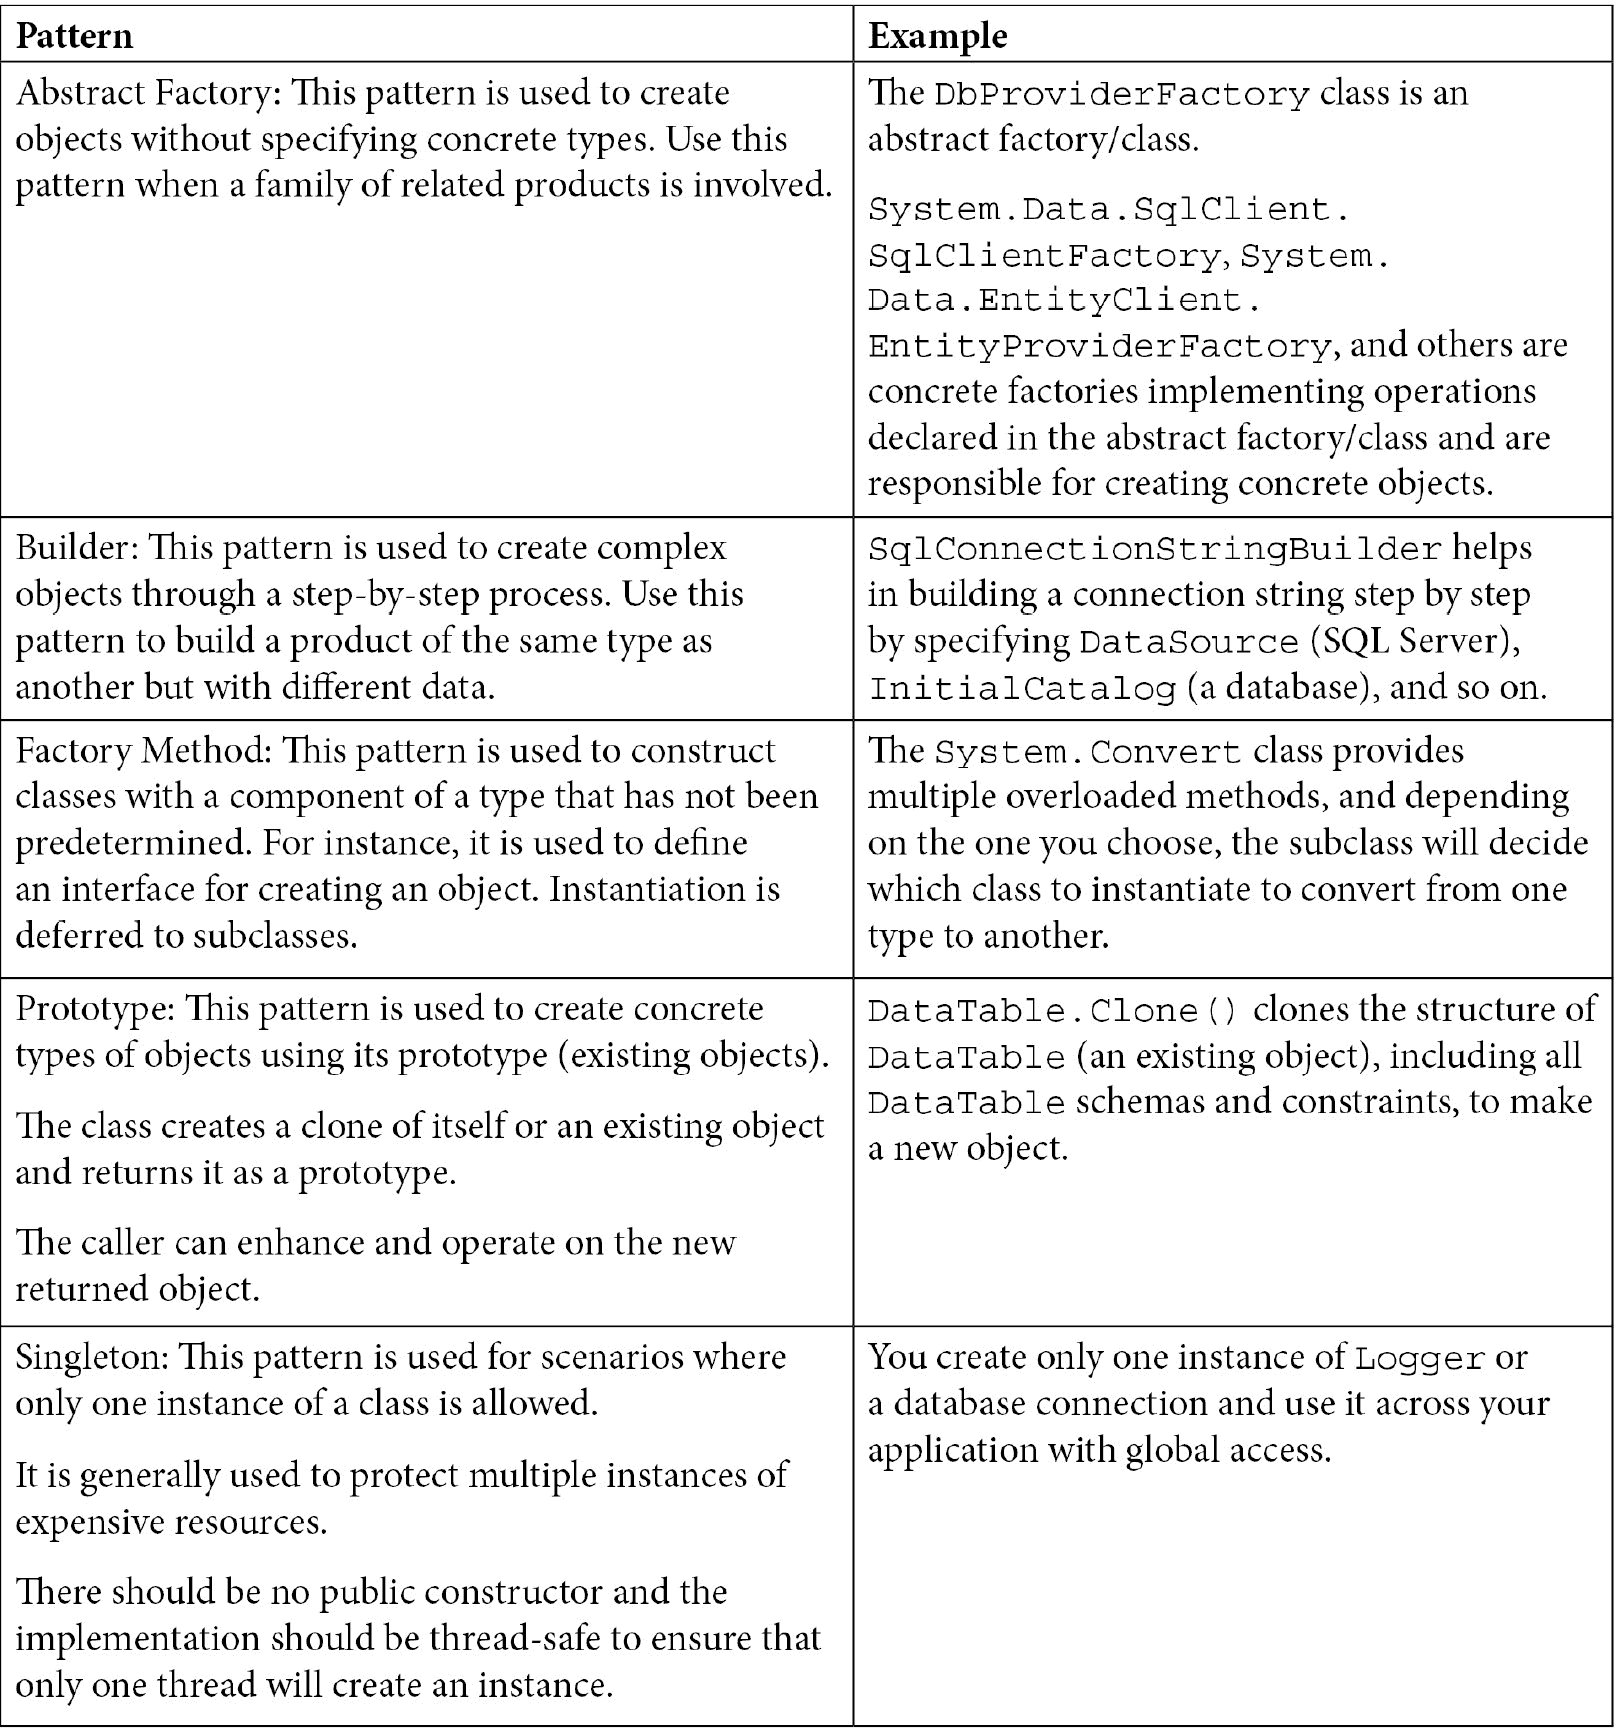 Pattern
Example
Abstract Factory: This pattern is used to create
objects without specifying concrete types. Use this
pattern when a family of related products is involved.
The DbProviderFactory class is an
abstract factory/class.
System.Data.SqlClient.
SqlClientFactory, System.
Data.EntityClient.
EntityProviderFactory, and others are
concrete factories implementing operations
declared in the abstract factory/class and are
responsible for creating concrete objects.
Builder: This pattern is used to create complex
objects through a step-by-step process. Use this
pattern to build a product of the same type as
another but with different data.
SqlConnectionStringBuilder helps
in building a connection string step by step
by specifying DataSource (SQL Server),
InitialCatalog (a database), and so on.
Factory Method: This pattern is used to construct
classes with a component of a type that has not been
predetermined. For instance, it is used to define
an interface for creating an object. Instantiation is
deferred to subclasses.
The System.Convert class provides
multiple overloaded methods, and depending
on the one you choose, the subclass will decide
which class to instantiate to convert from one
type to another.
Prototype: This pattern is used to create concrete
types of objects using its prototype (existing objects).
The class creates a clone of itself or an existing object
and returns it as a prototype.
The caller can enhance and operate on the new
returned object.
DataTable.Clone() clones the structure of
DataTable (an existing object), including all
DataTable schemas and constraints, to make
a new object.
Singleton: This pattern is used for scenarios where
only one instance of a class is allowed.
It is generally used to protect multiple instances of
expensive resources.
There should be no public constructor and the
implementation should be thread-safe to ensure that
only one thread will create an instance.
You create only one instance of Logger or
a database connection and use it across your
application with global access.